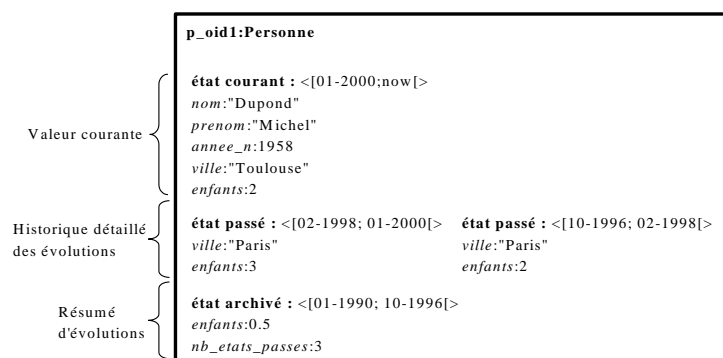 p_oid1:Personne
Valeur courante
état courant : <[01-2000;now[>
nom:"Dupond"
prenom:"Michel"
annee_n:1958
ville:"Toulouse"
enfants:2
Historique détaillé
des évolutions
état passé : <[02-1998; 01-2000[>
ville:"Paris"
enfants:3
état passé : <[10-1996; 02-1998[>
ville:"Paris"
enfants:2
Résumé
d'évolutions
état archivé : <[01-1990; 10-1996[>
enfants:0.5
nb_etats_passes:3